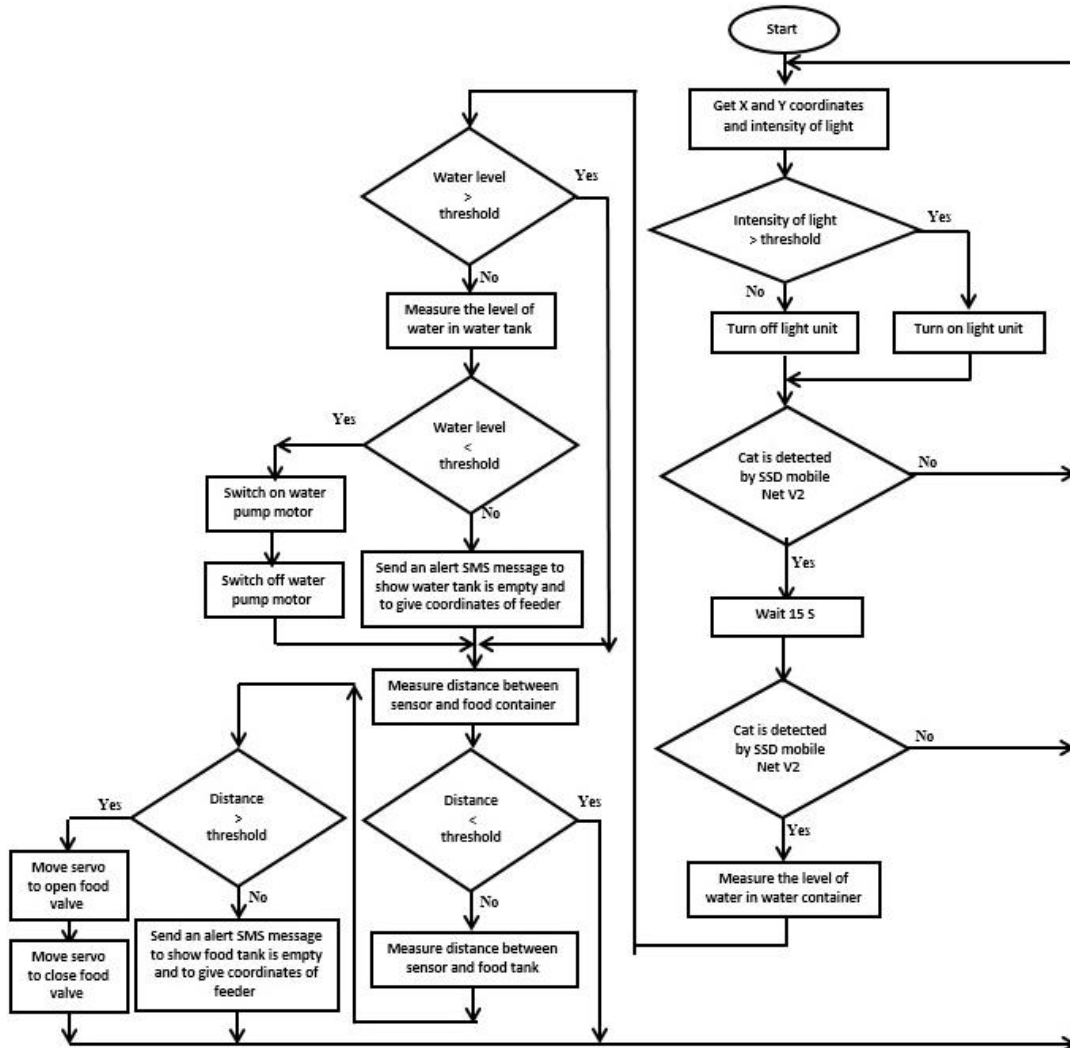 Start
Get X and Y coordinates
and intensity of light
Intensity of light
> threshold
Yes
No
Turn off light unit
Turn on light unit
Cat is detected
by SSD mobile
Net V2
No
Yes
Wait 15 S
Cat is detected
by SSD mobile
Net V2
No
Yes
Measure the level of
water in water container
Water level
>
threshold
Yes
No
Measure the level of
water in water tank
Water level
<
threshold
Yes
No
Switch on water
pump motor
Switch off water
pump motor
Send an alert SMS message to
show water tank is empty and
to give coordinates of feeder
Measure distance between
sensor and food container
Distance
<
threshold
Yes
No
Measure distance between
sensor and food tank
Distance
>
threshold
Yes
No
Move servo
to open food
valve
Move servo
to close food
valve
Send an alert SMS message
to show food tank is empty
and to give coordinates of
feeder